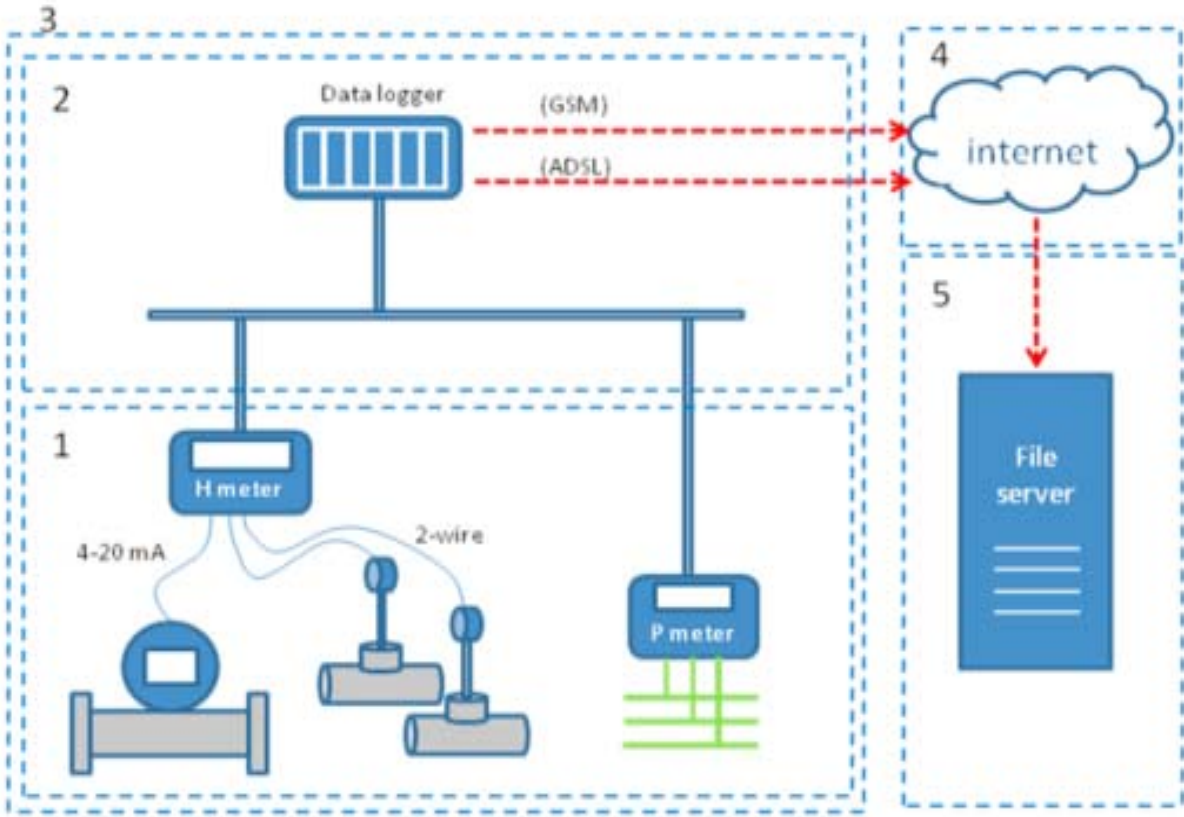 3
2
Data logger
(GSM)
(ADSL)
4
internet
5
File
server
1
H meter
4-20 mA
2-wire
P meter